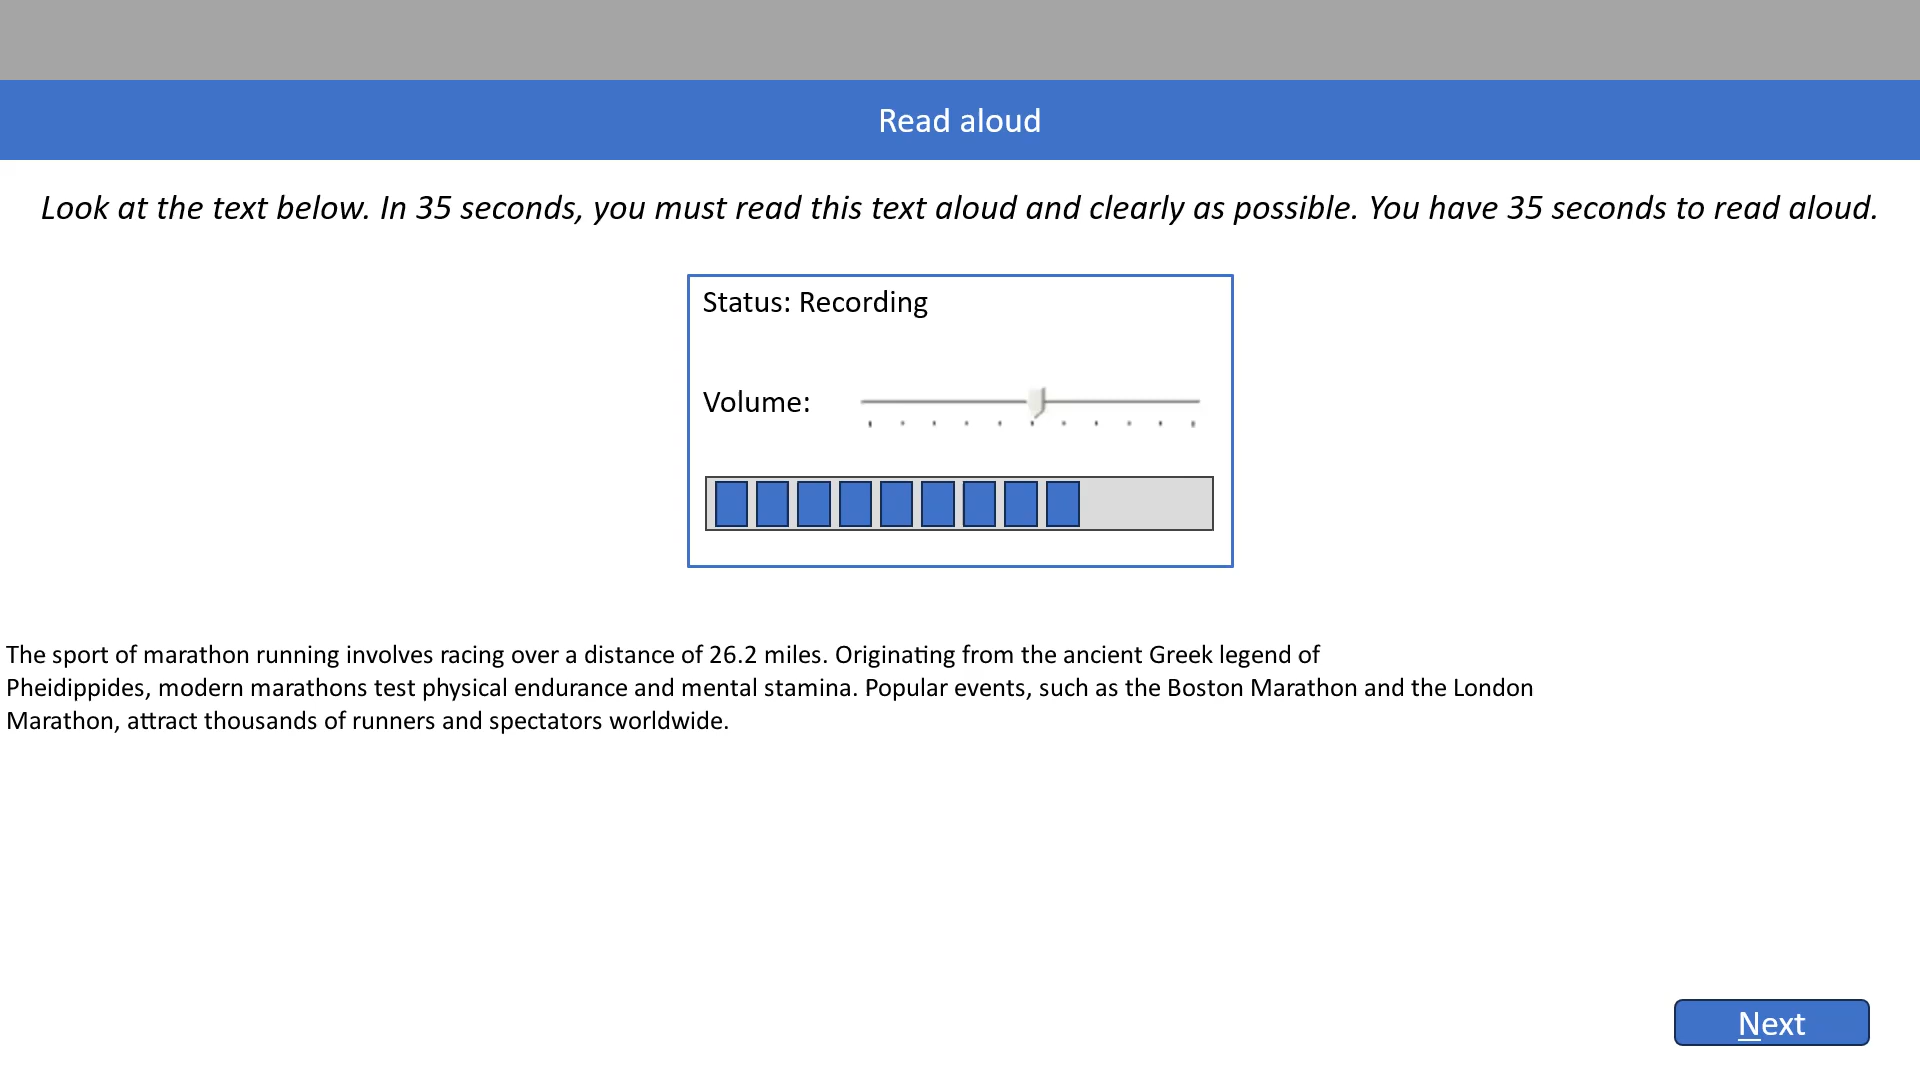 Read aloud
Look at the text below. In 35 seconds, you must read this text aloud and clearly as possible. You have 35 seconds to read aloud.
Status: Recording
Volume:
The sport of marathon running involves racing over a distance of 26.2 miles. Originating from the ancient Greek legend of
Pheidippides, modern marathons test physical endurance and mental stamina. Popular events, such as the Boston Marathon and the London
Marathon, attract thousands of runners and spectators worldwide.
Next